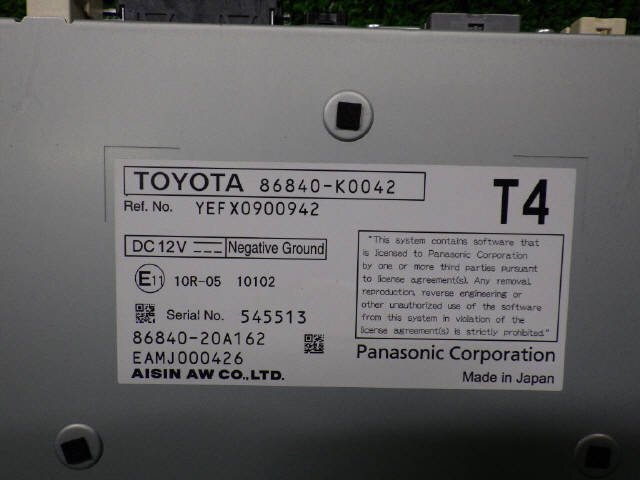 TOYOTA 86840-K0042
T4
Ref. No. YEFX0900942
DC 12V Negative Ground
E11 10R-05 10102
Serial No. 545513
86840-20A162
EAMJ000426
AISIN AW CO., LTD.
"This system contains software that
is licensed to Panasonic Corporation
by one or more third parties pursuant
to license agreement(s). Any removal,
reproduction, reverse engineering or
other unauthorized use of the software
from this system in violation of the
license agreement(s) is strictly prohibited."
Panasonic Corporation
Made in Japan